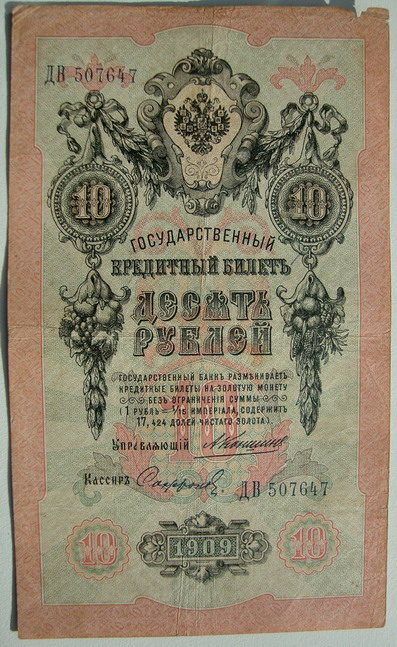 ДВ 507647
10 10
ГОСУДАРСТВЕННЫЙ
КРЕДИТНЫЙ БИЛЕТЪ
ДЕСЯТЬ
РУБЛЕЙ
ГОСУДАРСТВЕННЫЙ БАНКЪ РАЗМѢНИВАЕТЪ
КРЕДИТНЫЕ БИЛЕТЫ НА ЗОЛОТУЮ МОНЕТУ
БЕЗЪ ОГРАНИЧЕНІЯ СУММЫ
(1 РУБЛЬ = 1/15 ИМПЕРІАЛА, СОДЕРЖИТЪ
17,424 ДОЛЕЙ ЧИСТАГО ЗОЛОТА).
Управляющій А Коншинъ
Кассиръ
ДВ 507647
10 1909 10